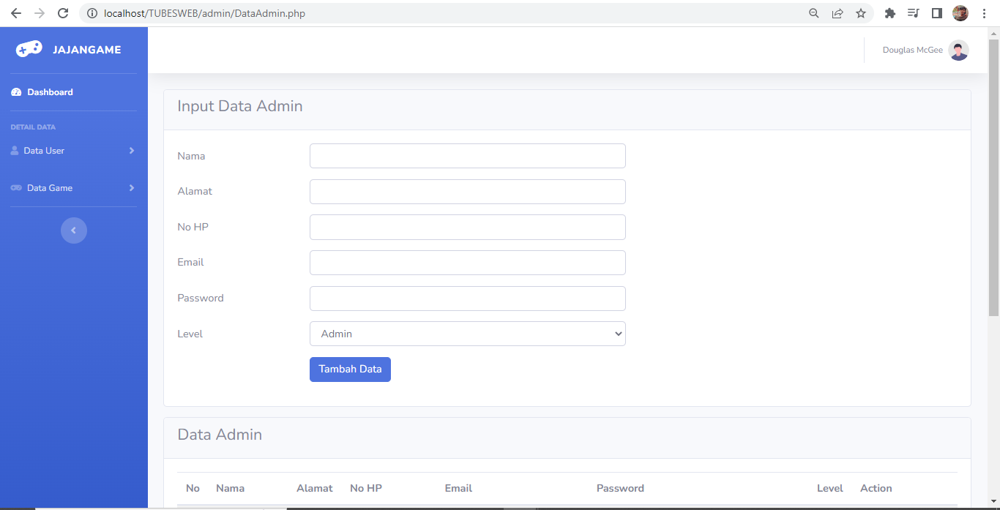 localhost/TUBESWEB/admin/DataAdmin.php
JAJANGAME
Douglas McGee
Dashboard
DETAIL DATA
Data User
Data Game
Input Data Admin
Nama
Alamat
No HP
Email
Password
Level Admin
Tambah Data
Data Admin
No Nama Alamat No HP Email Password Level Action